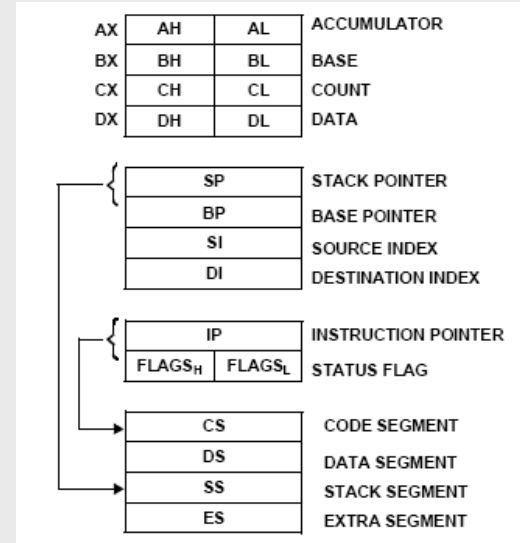 AX AH AL ACCUMULATOR
BX BH BL BASE
CX CH CL COUNT
DX DH DL DATA
SP STACK POINTER
BP BASE POINTER
SI SOURCE INDEX
DI DESTINATION INDEX
IP INSTRUCTION POINTER
FLAGSH FLAGSL STATUS FLAG
CS CODE SEGMENT
DS DATA SEGMENT
SS STACK SEGMENT
ES EXTRA SEGMENT